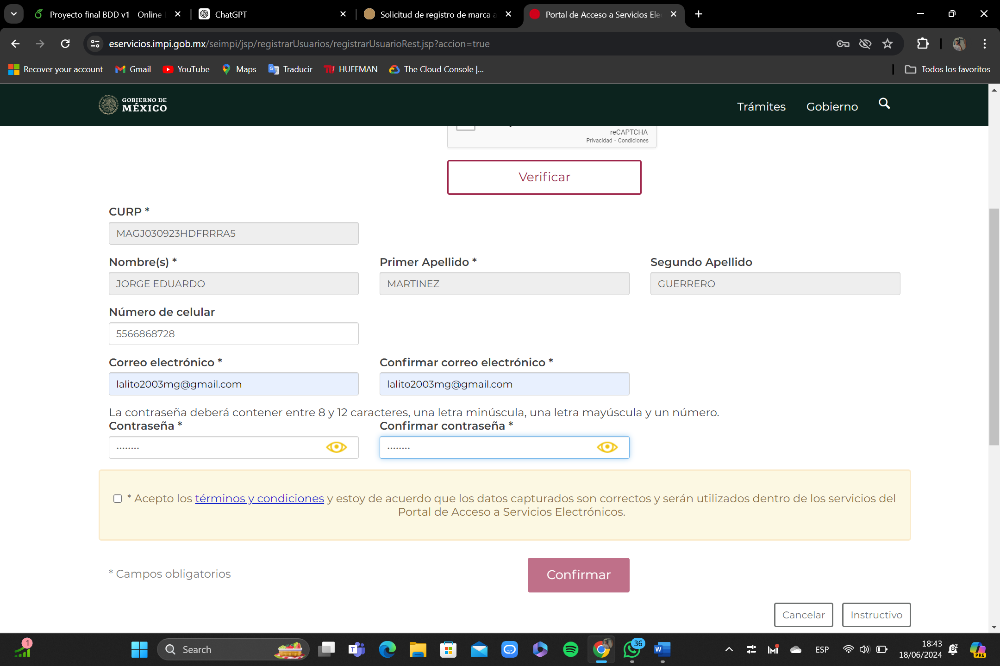 Proyecto final BDD v1 - Online
ChatGPT
Solicitud de registro de marca a
Portal de Acceso a Servicios Ele
eservicios.impi.gob.mx/seimpi/jsp/registrarUsuarios/registrarUsuarioRest.jsp?accion=true
Recover your account
Gmail
YouTube
Maps
Traducir
HUFFMAN
The Cloud Console |...
Todos los favoritos
GOBIERNO DE
MÉXICO
Trámites
Gobierno
reCAPTCHA
Privacidad - Condiciones
Verificar
CURP *
MAGJ030923HDFRRRA5
Nombre(s) *
Primer Apellido *
Segundo Apellido
JORGE EDUARDO
MARTINEZ
GUERRERO
Número de celular
5566868728
Correo electrónico *
Confirmar correo electrónico *
lalito2003mg@gmail.com
lalito2003mg@gmail.com
La contraseña deberá contener entre 8 y 12 caracteres, una letra minúscula, una letra mayúscula y un número.
Contraseña *
Confirmar contraseña *
········
········
* Acepto los términos y condiciones y estoy de acuerdo que los datos capturados son correctos y serán utilizados dentro de los servicios del
Portal de Acceso a Servicios Electrónicos.
* Campos obligatorios
Confirmar
Cancelar
Instructivo
1
Search
36
ESP
18:43
18/06/2024
PRE